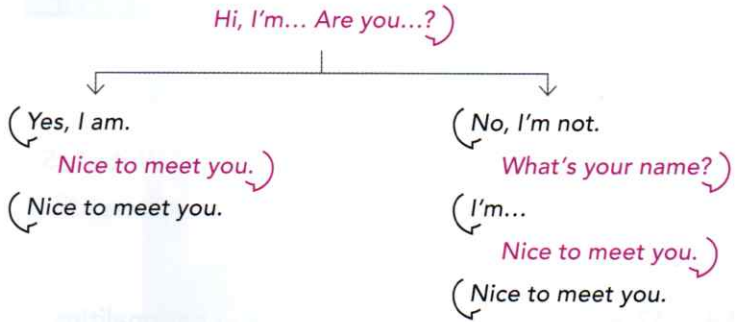 Hi, I'm... Are you...?
Yes, I am.
Nice to meet you.
Nice to meet you.
No, I'm not.
What's your name?
I'm...
Nice to meet you.
Nice to meet you.